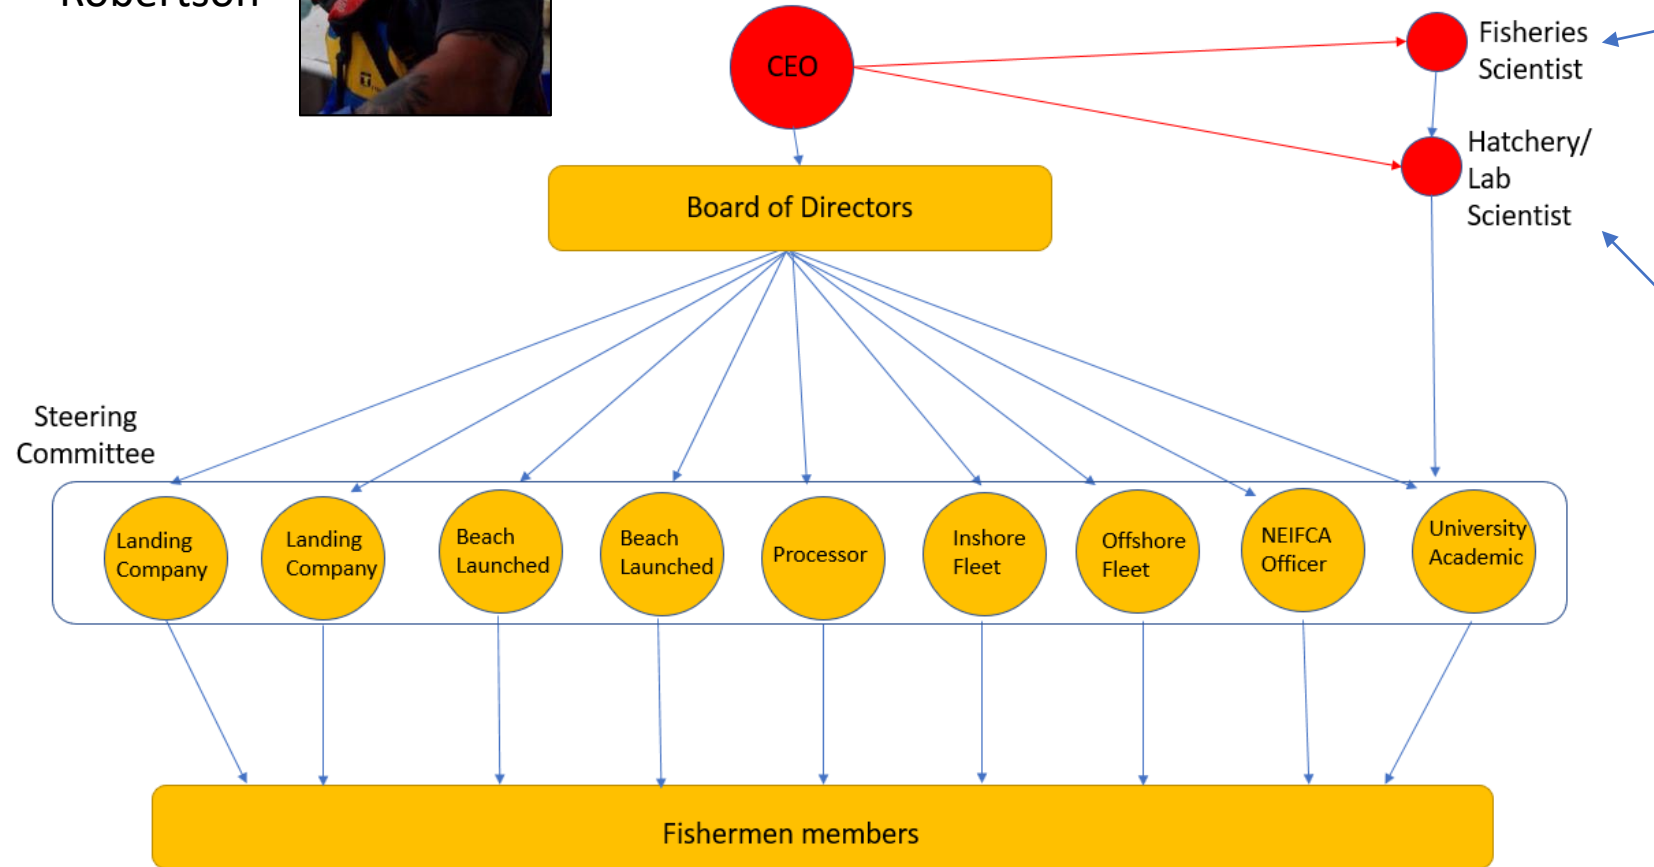 Robertson
CEO
Fisheries
Scientist
Hatchery/
Lab
Scientist
Board of Directors
Steering
Committee
Landing
Company
Landing
Company
Beach
Launched
Beach
Launched
Processor
Inshore
Fleet
Offshore
Fleet
NEIFCA
Officer
University
Academic
Fishermen members